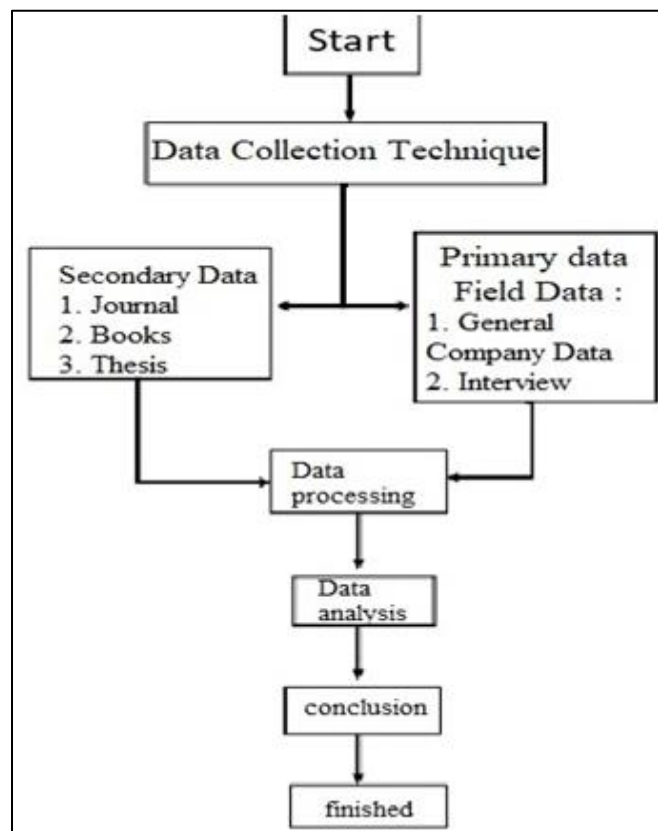 Start
Data Collection Technique
Secondary Data
1. Journal
2. Books
3. Thesis
Primary data
Field Data :
1. General
Company Data
2. Interview
Data
processing
Data
analysis
conclusion
finished